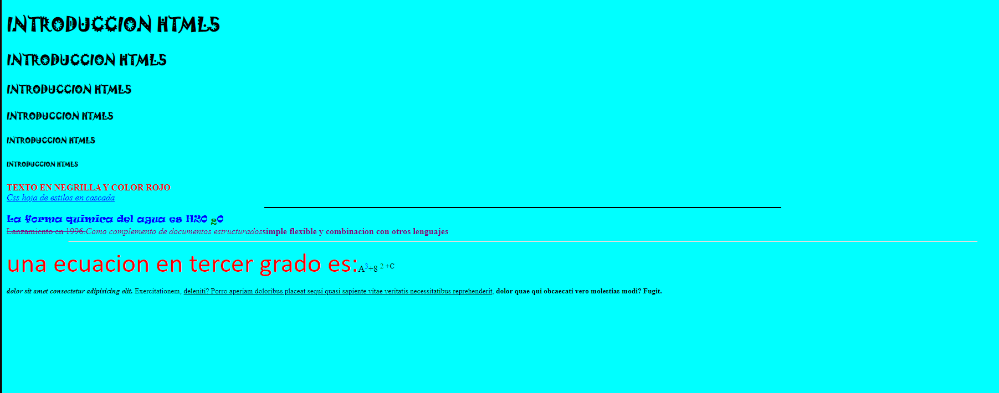 INTRODUCCION HTML5
INTRODUCCION HTML5
INTRODUCCION HTML5
INTRODUCCION HTML5
INTRODUCCION HTML5
INTRODUCCION HTML5
TEXTO EN NEGRILLA Y COLOR ROJO
Css hoja de estilos en cascada
La forma quimica del agua es H2O 2O
Lanzamiento en 1996.Como complemento de documentos estructuradossimple flexible y combinacion con otros lenguajes
una ecuacion en tercer grado es:A3+8 2 +C
dolor sit amet consectetur adipisicing elit. Exercitationem, deleniti? Porro aperiam doloribus placeat sequi quasi sapiente vitae veritatis necessitatibus reprehenderit, dolor quae qui obcaecati vero molestias modi? Fugit.